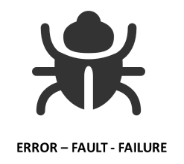 ERROR – FAULT - FAILURE